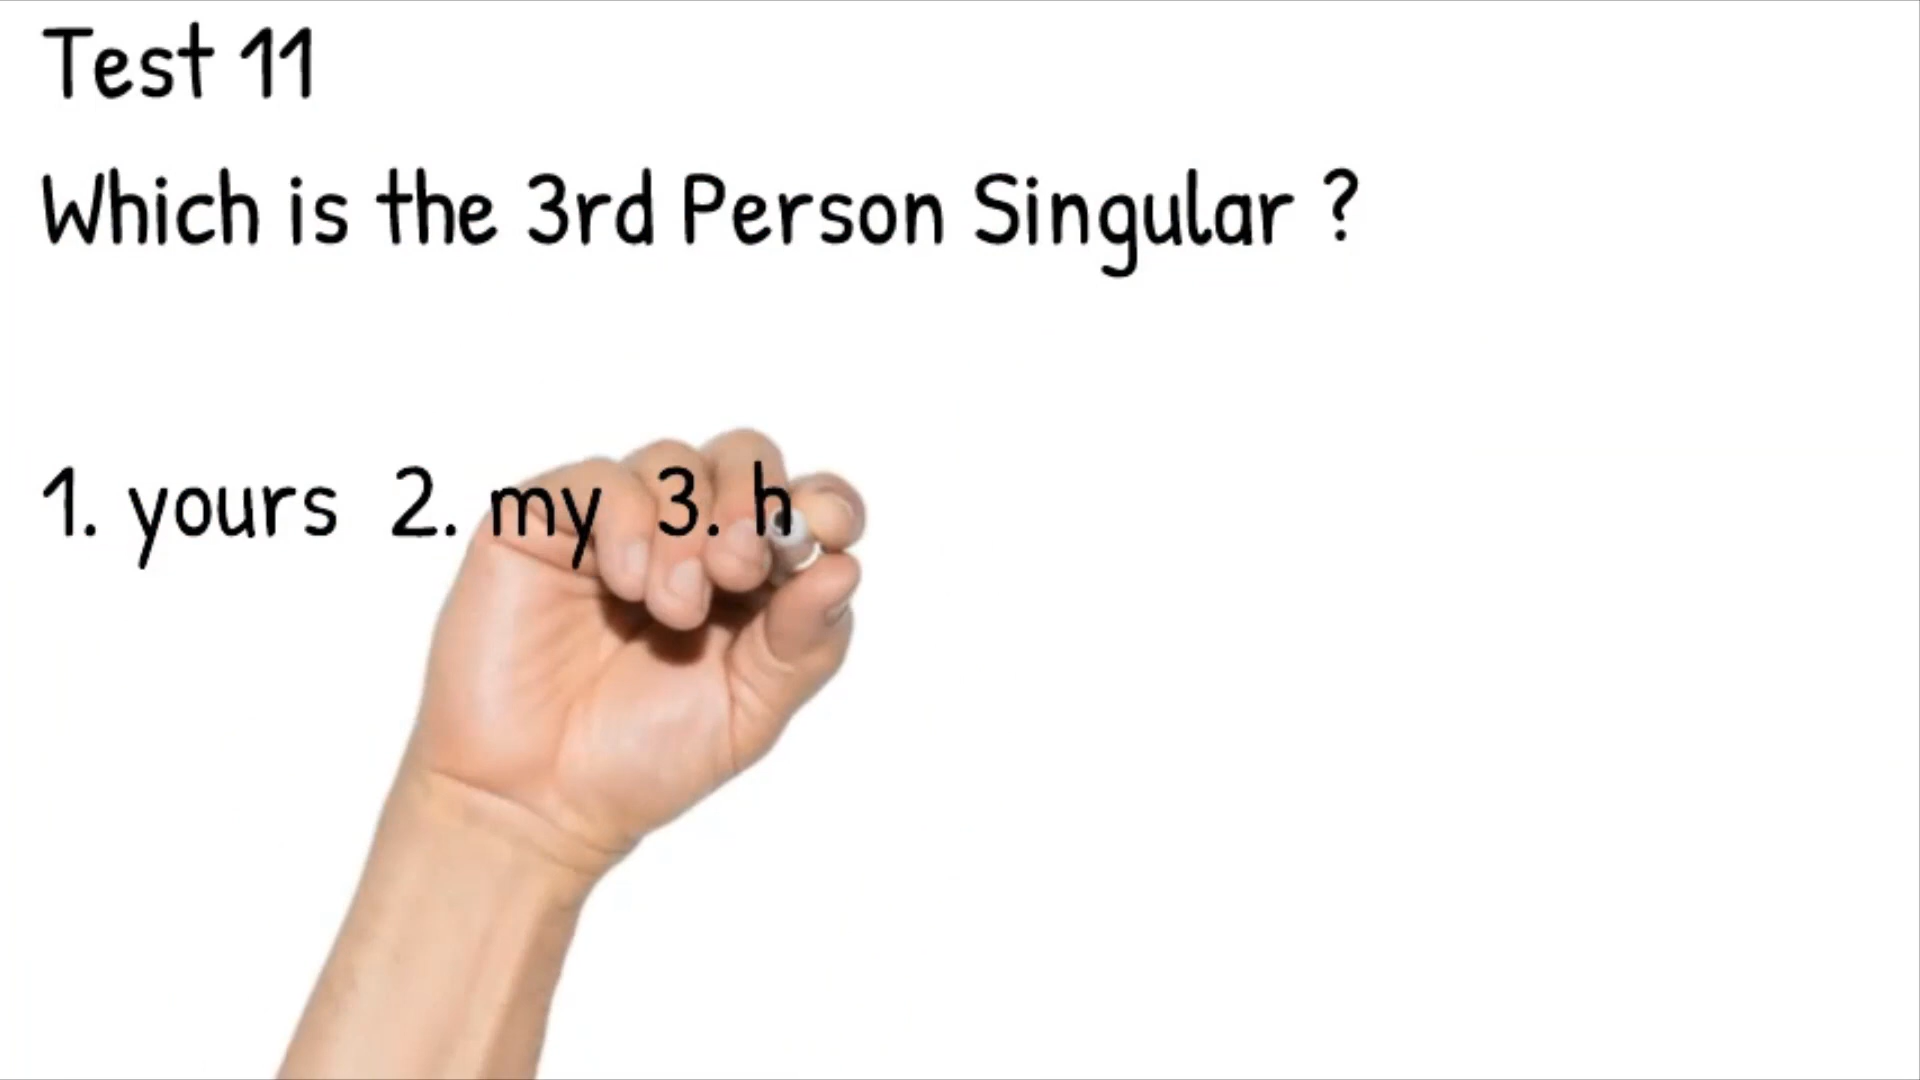 Test 11
Which is the 3rd Person Singular ?
1. yours 2. my 3. h